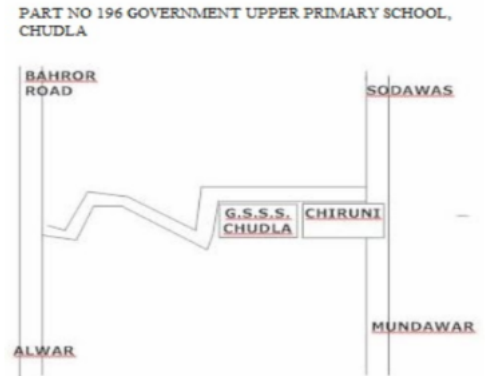 PART NO 196 GOVERNMENT UPPER PRIMARY SCHOOL,
CHUDLA
BAHROR
ROAD
SODAWAS
G.S.S.S.
CHUDLA
CHIRUNI
MUNDAWAR
ALWAR